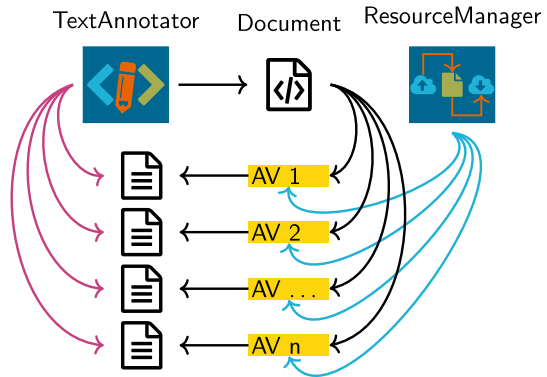 TextAnnotator
Document
ResourceManager
AV 1
AV 2
AV ...
AV n